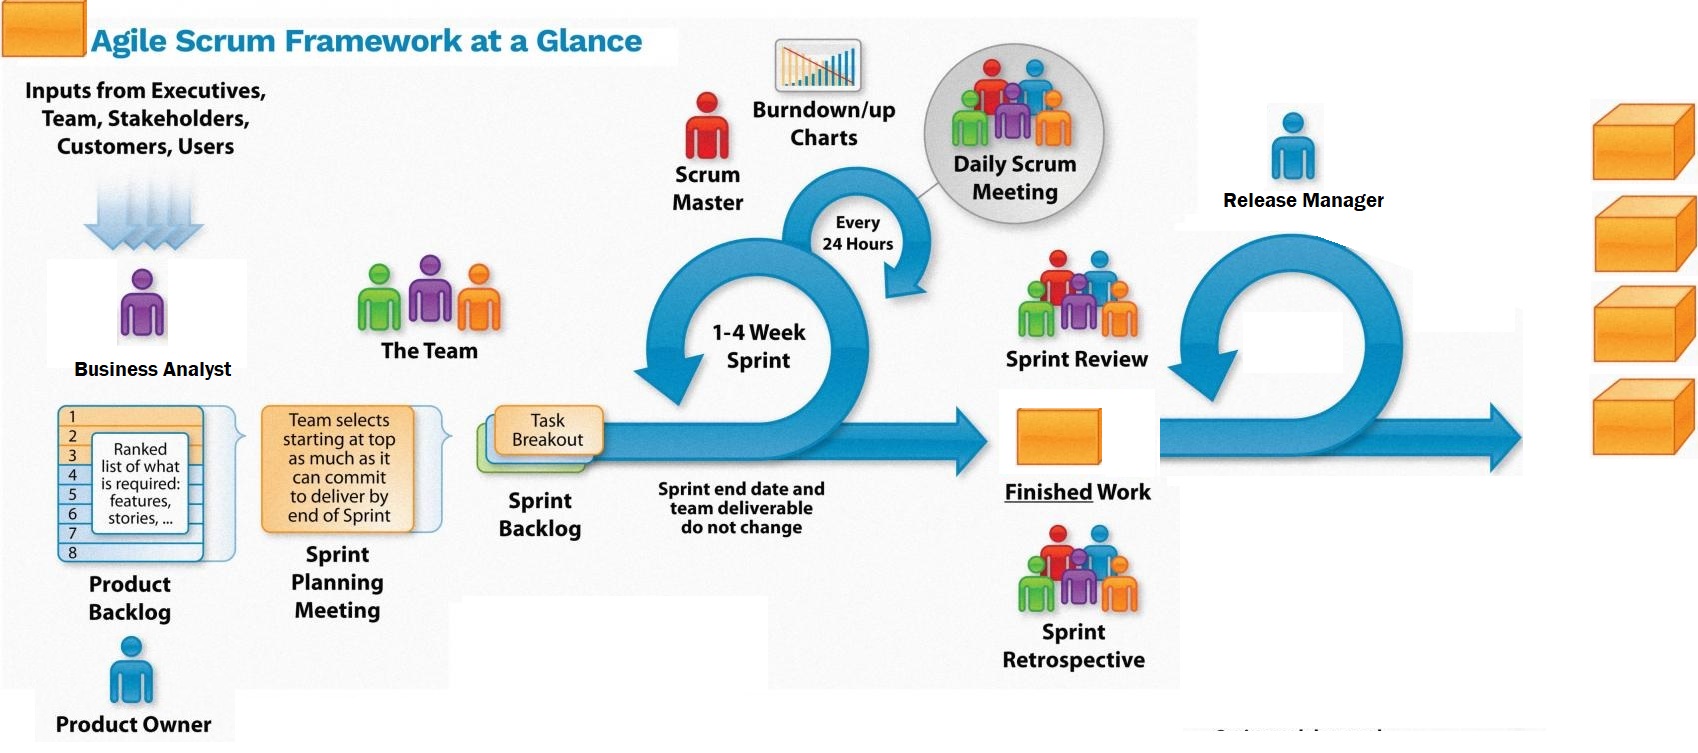 Agile Scrum Framework at a Glance
Inputs from Executives,
Team, Stakeholders,
Customers, Users
Business Analyst
1
2
3
4
5
6
7
8
Ranked
list of what
is required:
features,
stories, ...
Product
Backlog
Product Owner
The Team
Team selects
starting at top
as much as it
can commit
to deliver by
end of Sprint
Sprint
Planning
Meeting
Task
Breakout
Sprint
Backlog
Scrum
Master
Burndown/up
Charts
Every
24 Hours
Daily Scrum
Meeting
1-4 Week
Sprint
Sprint end date and
team deliverable
do not change
Sprint Review
Finished Work
Sprint
Retrospective
Release Manager